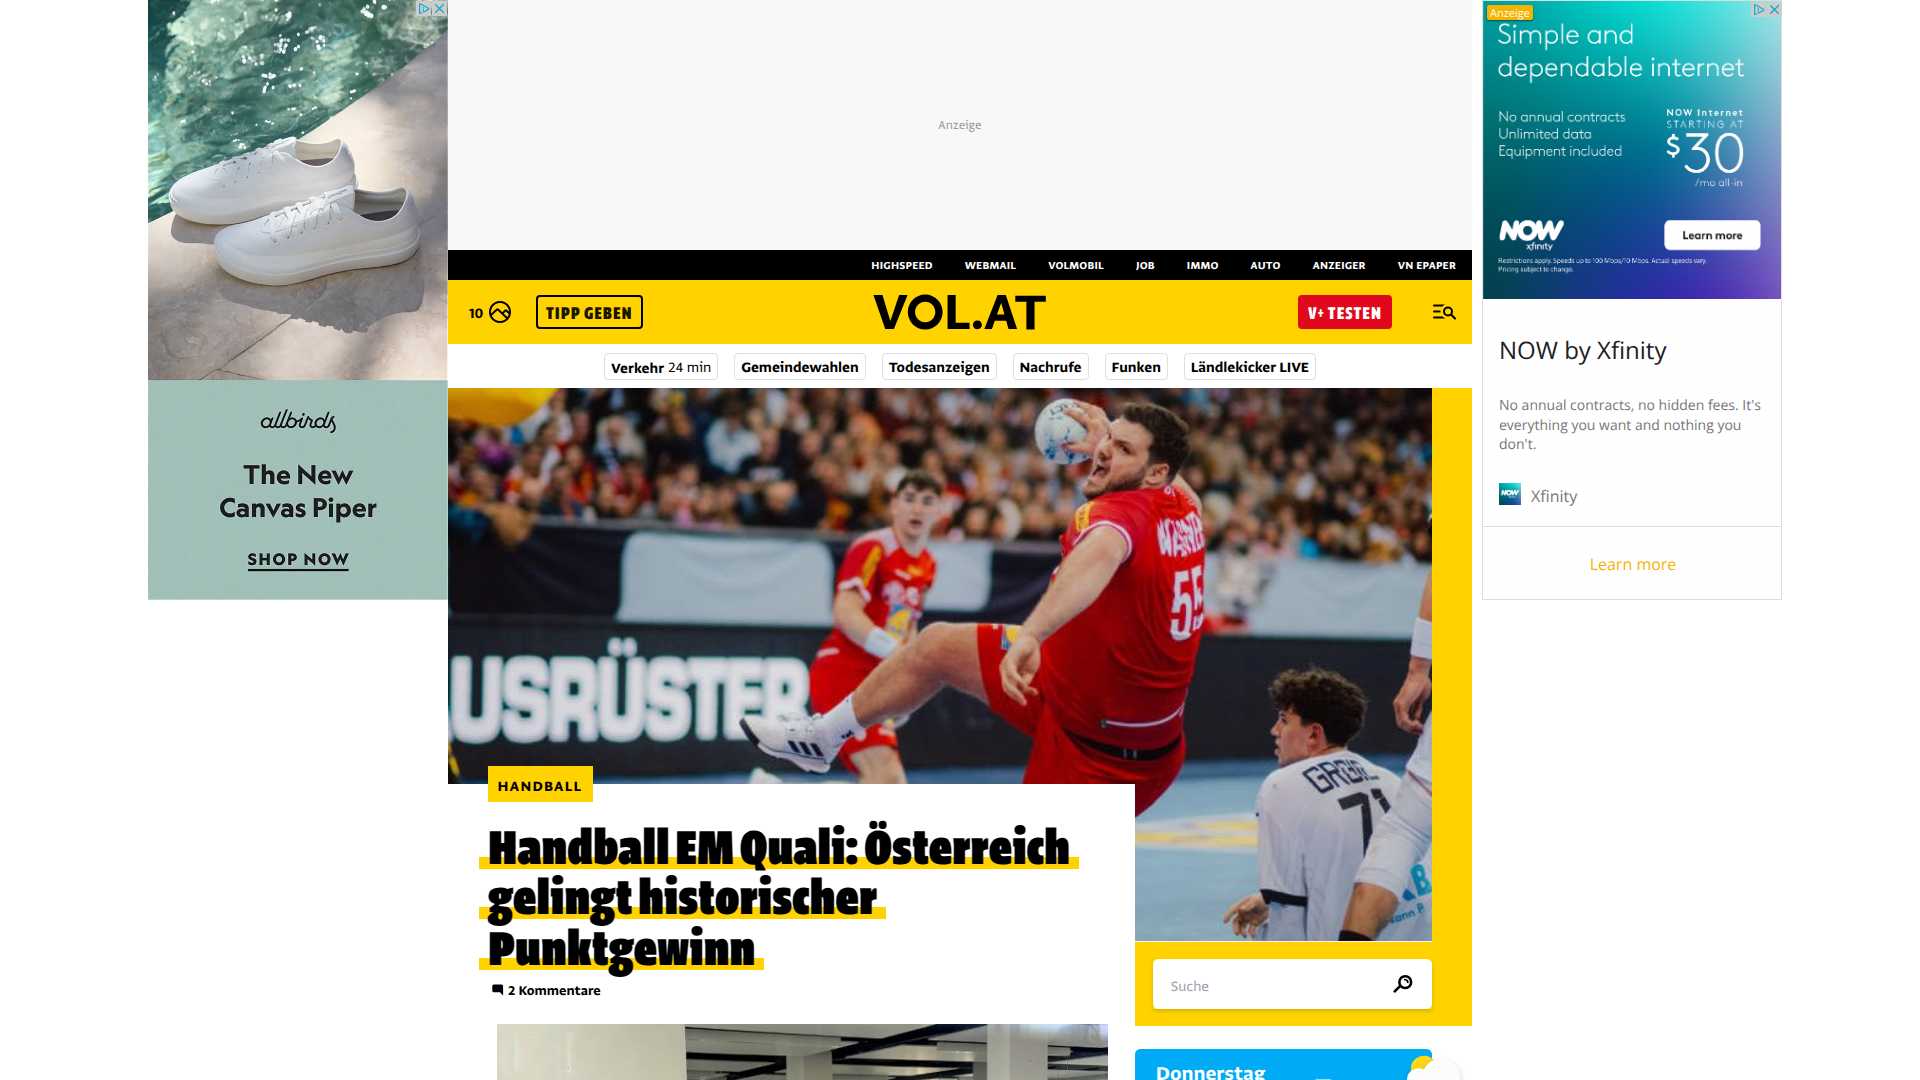 allbirds
The New
Canvas Piper
SHOP NOW
Anzeige
HIGHSPEED WEBMAIL VOLMOBIL JOB IMMO AUTO ANZEIGER VN EPAPER
10 TIPP GEBEN VOL.AT V+ TESTEN
Verkehr 24 min Gemeindewahlen Todesanzeigen Nachrufe Funken Ländlekicker LIVE
WAGNER
55
USRÜSTER
71
HANDBALL
Handball EM Quali: Österreich
gelingt historischer
Punktgewinn
2 Kommentare
Suche
Donnerstag
Anzeige
Simple and
dependable internet
No annual contracts
Unlimited data
Equipment included
NOW Internet
STARTING AT
$30
/mo all-in
NOW
xfinity
Learn more
Restrictions apply. Speeds up to 100 Mbps/10 Mbps. Actual speeds vary.
Pricing subject to change.
NOW by Xfinity
No annual contracts, no hidden fees. It's
everything you want and nothing you
don't.
NOW Xfinity
Learn more